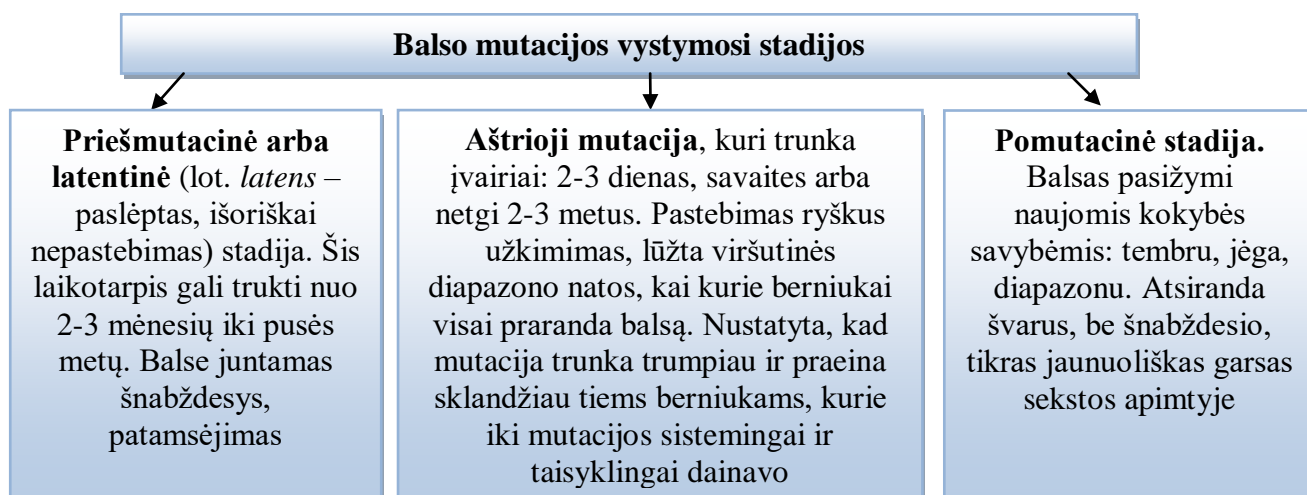 Balso mutacijos vystymosi stadijos
Priešmutacinė arba
latentinė (lot. latens –
paslėptas, išoriškai
nepastebimas) stadija. Šis
laikotarpis gali trukti nuo
2-3 mėnesių iki pusės
metų. Balse juntamas
šnabždesys,
patamsėjimas
Aštrioji mutacija, kuri trunka
įvairiai: 2-3 dienas, savaites arba
netgi 2-3 metus. Pastebimas ryškus
užkimimas, lūžta viršutinės
diapazono natos, kai kurie berniukai
visai praranda balsą. Nustatyta, kad
mutacija trunka trumpiau ir praeina
sklandžiau tiems berniukams, kurie
iki mutacijos sistemingai ir
taisyklingai dainavo
Pomutacinė stadija.
Balsas pasižymi
naujomis kokybės
savybėmis: tembru, jėga,
diapazonu. Atsiranda
švarus, be šnabždesio,
tikras jaunuoliškas garsas
sekstos apimtyje